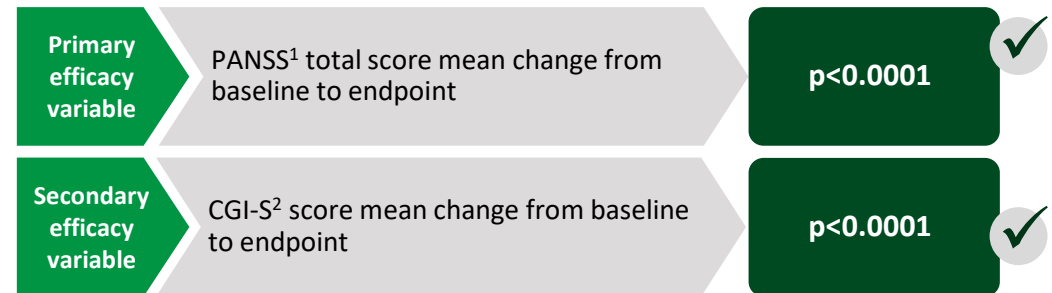 Primary
efficacy
variable
PANSS¹ total score mean change from
baseline to endpoint
p<0.0001
Secondary
efficacy
variable
CGI-S² score mean change from baseline
to endpoint
p<0.0001